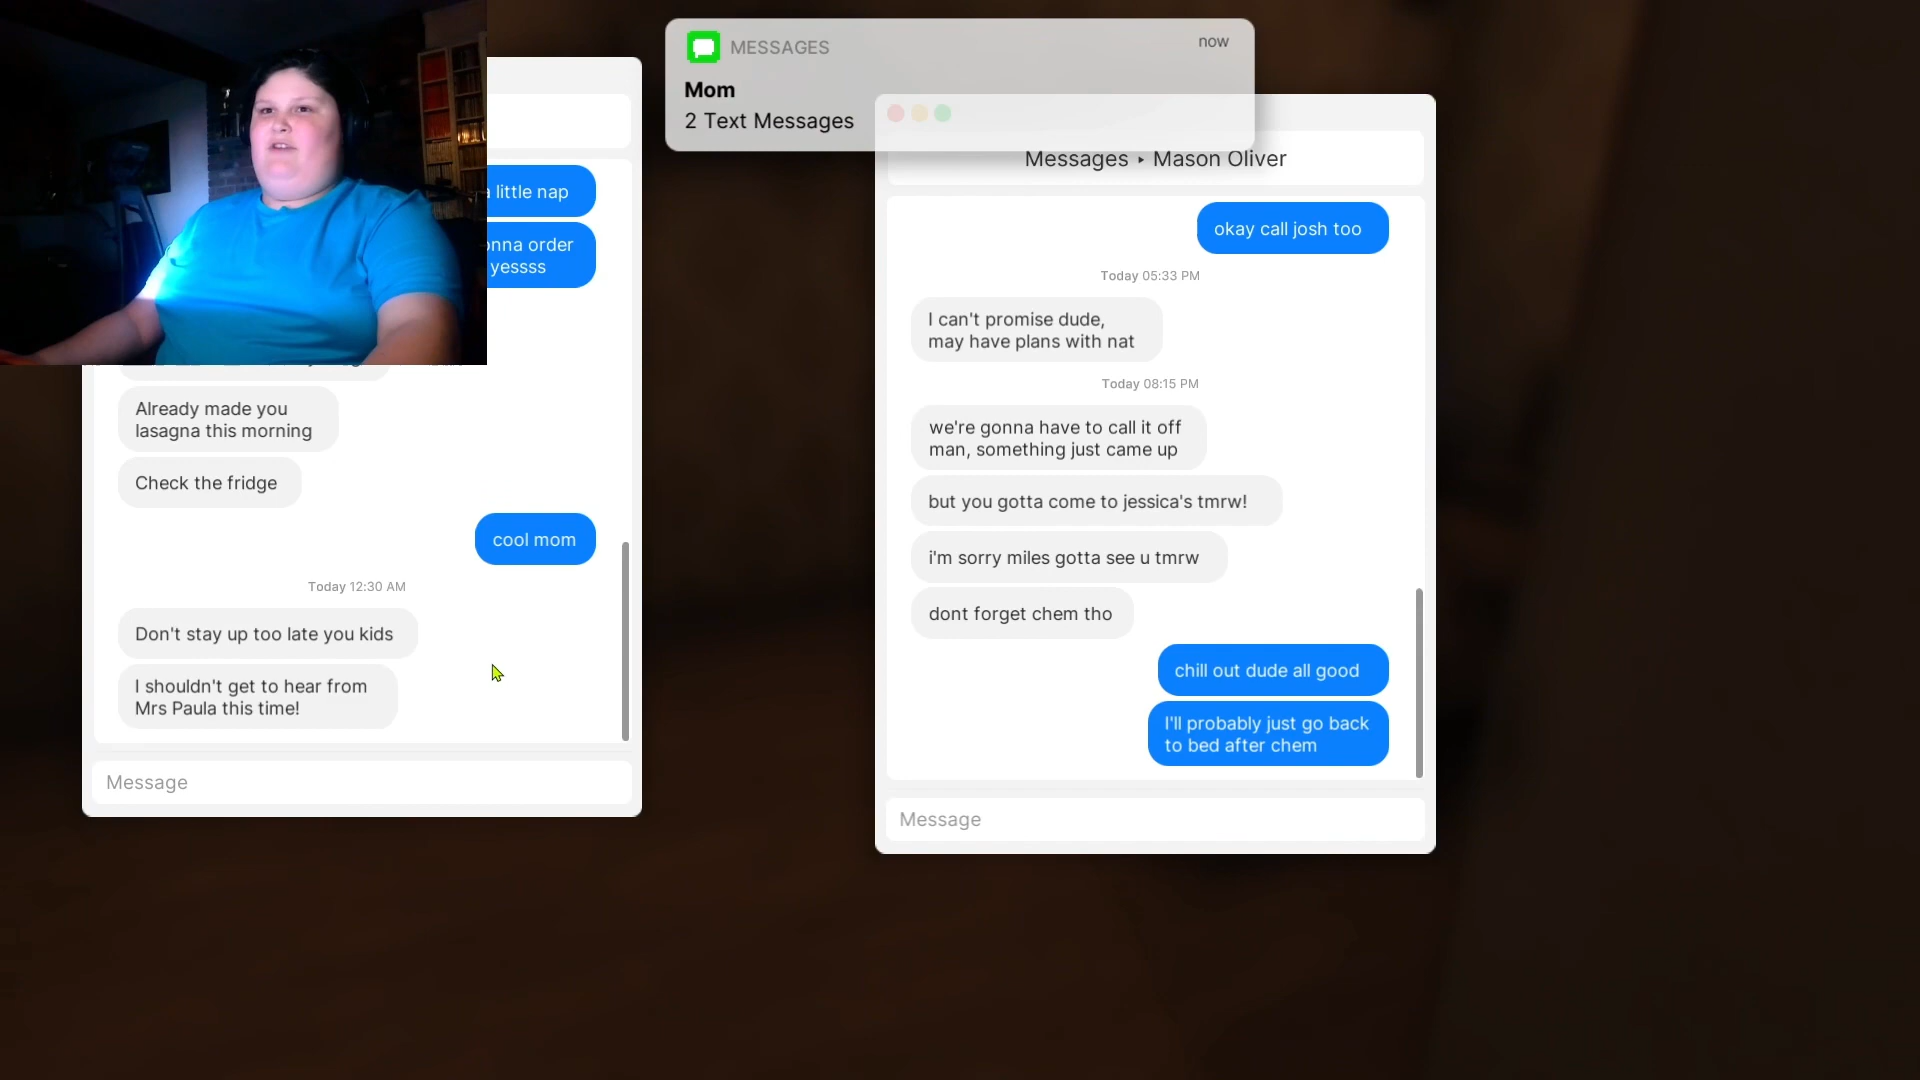 MESSAGES
now
Mom
2 Text Messages
little nap
order
yessss
Already made you
lasagna this morning
Check the fridge
cool mom
Today 12:30 AM
Don't stay up too late you kids
I shouldn't get to hear from
Mrs Paula this time!
Message
Messages ▸ Mason Oliver
okay call josh too
Today 05:33 PM
I can't promise dude,
may have plans with nat
Today 08:15 PM
we're gonna have to call it off
man, something just came up
but you gotta come to jessica's tmrw!
i'm sorry miles gotta see u tmrw
dont forget chem tho
chill out dude all good
I'll probably just go back
to bed after chem
Message